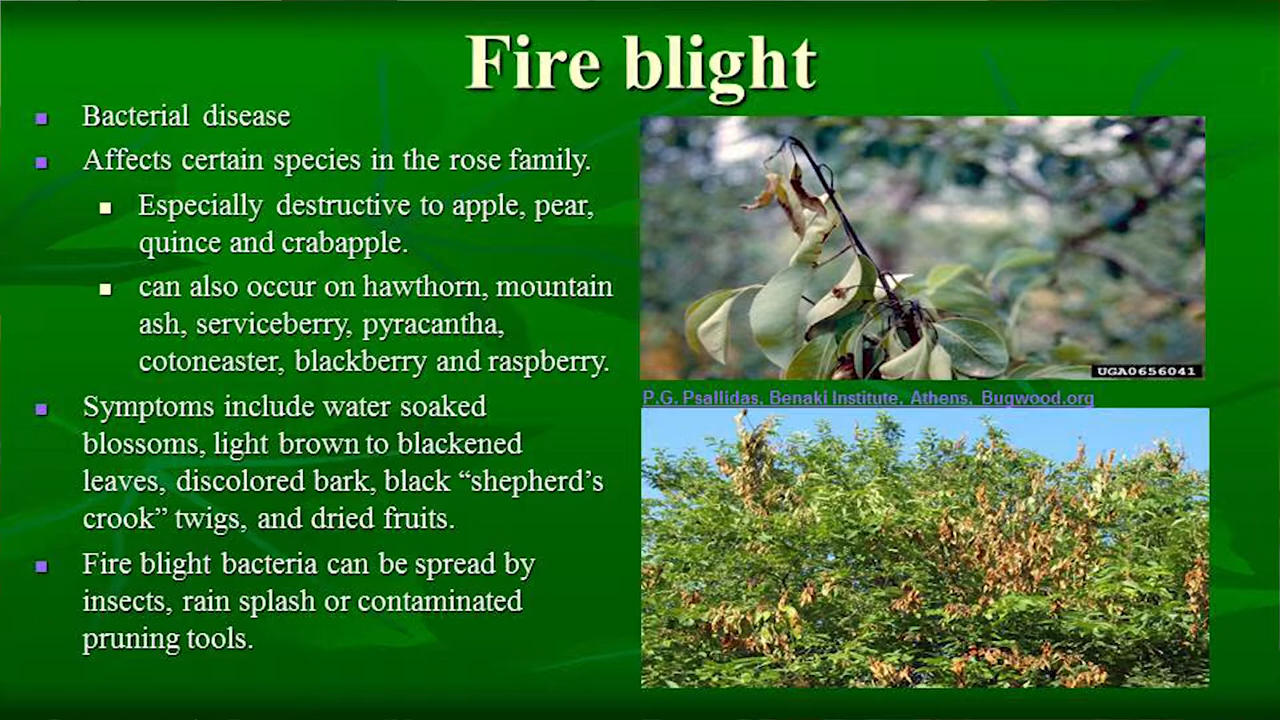 Fire blight
Bacterial disease
Affects certain species in the rose family.
Especially destructive to apple, pear,
quince and crabapple.
can also occur on hawthorn, mountain
ash, serviceberry, pyracantha,
cotoneaster, blackberry and raspberry.
Symptoms include water soaked
blossoms, light brown to blackened
leaves, discolored bark, black “shepherd’s
crook” twigs, and dried fruits.
Fire blight bacteria can be spread by
insects, rain splash or contaminated
pruning tools.
UGA0656041
P.G. Psallidas, Benaki Institute, Athens, Bugwood.org